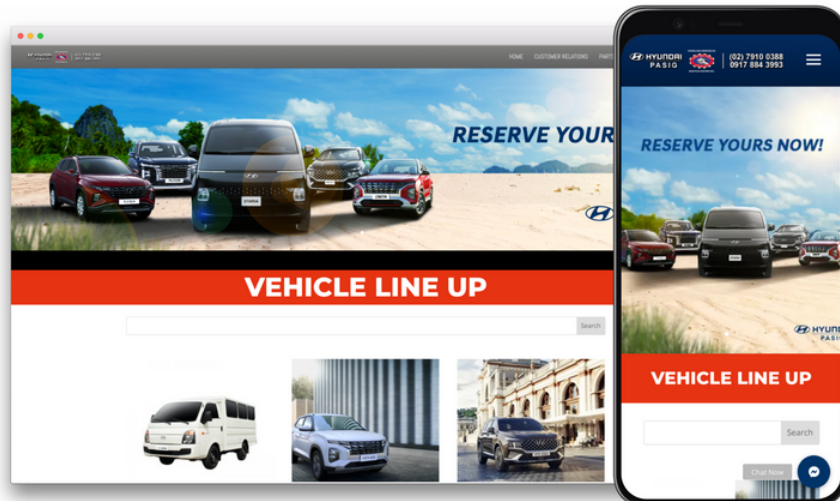 HOME CUSTOMER RELATIONS PARTS
RESERVE YOUR
VEHICLE LINE UP
Search
HYUNDAI
PASIG
(02) 7910 0388
0917 884 3993
RESERVE YOURS NOW!
VEHICLE LINE UP
Search
Chat Now